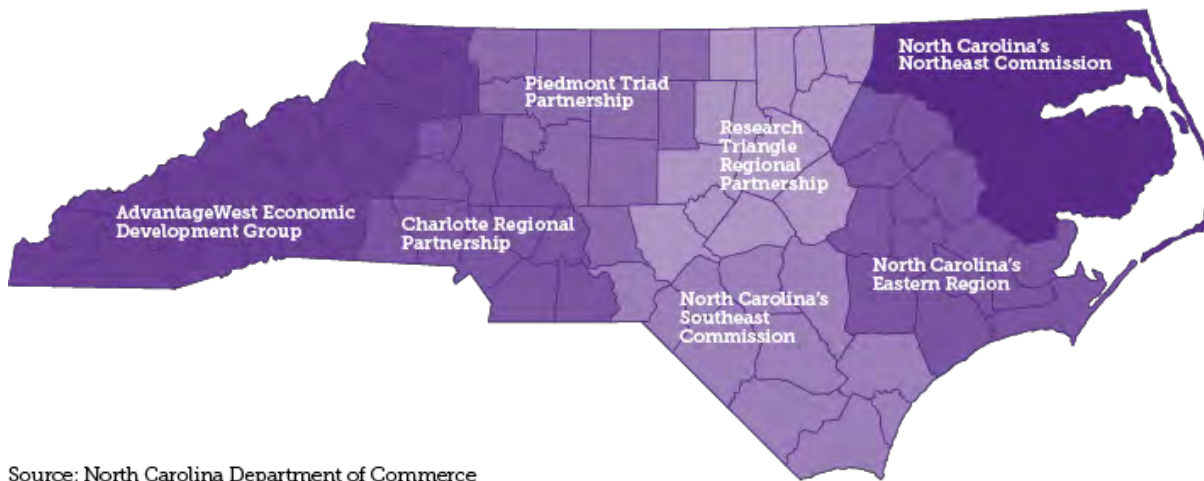 North Carolina's
Northeast Commission
Piedmont Triad
Partnership
Research
Triangle
Regional
Partnership
AdvantageWest Economic
Development Group
Charlotte Regional
Partnership
North Carolina's
Eastern Region
North Carolina's
Southeast
Commission
Source: North Carolina Department of Commerce